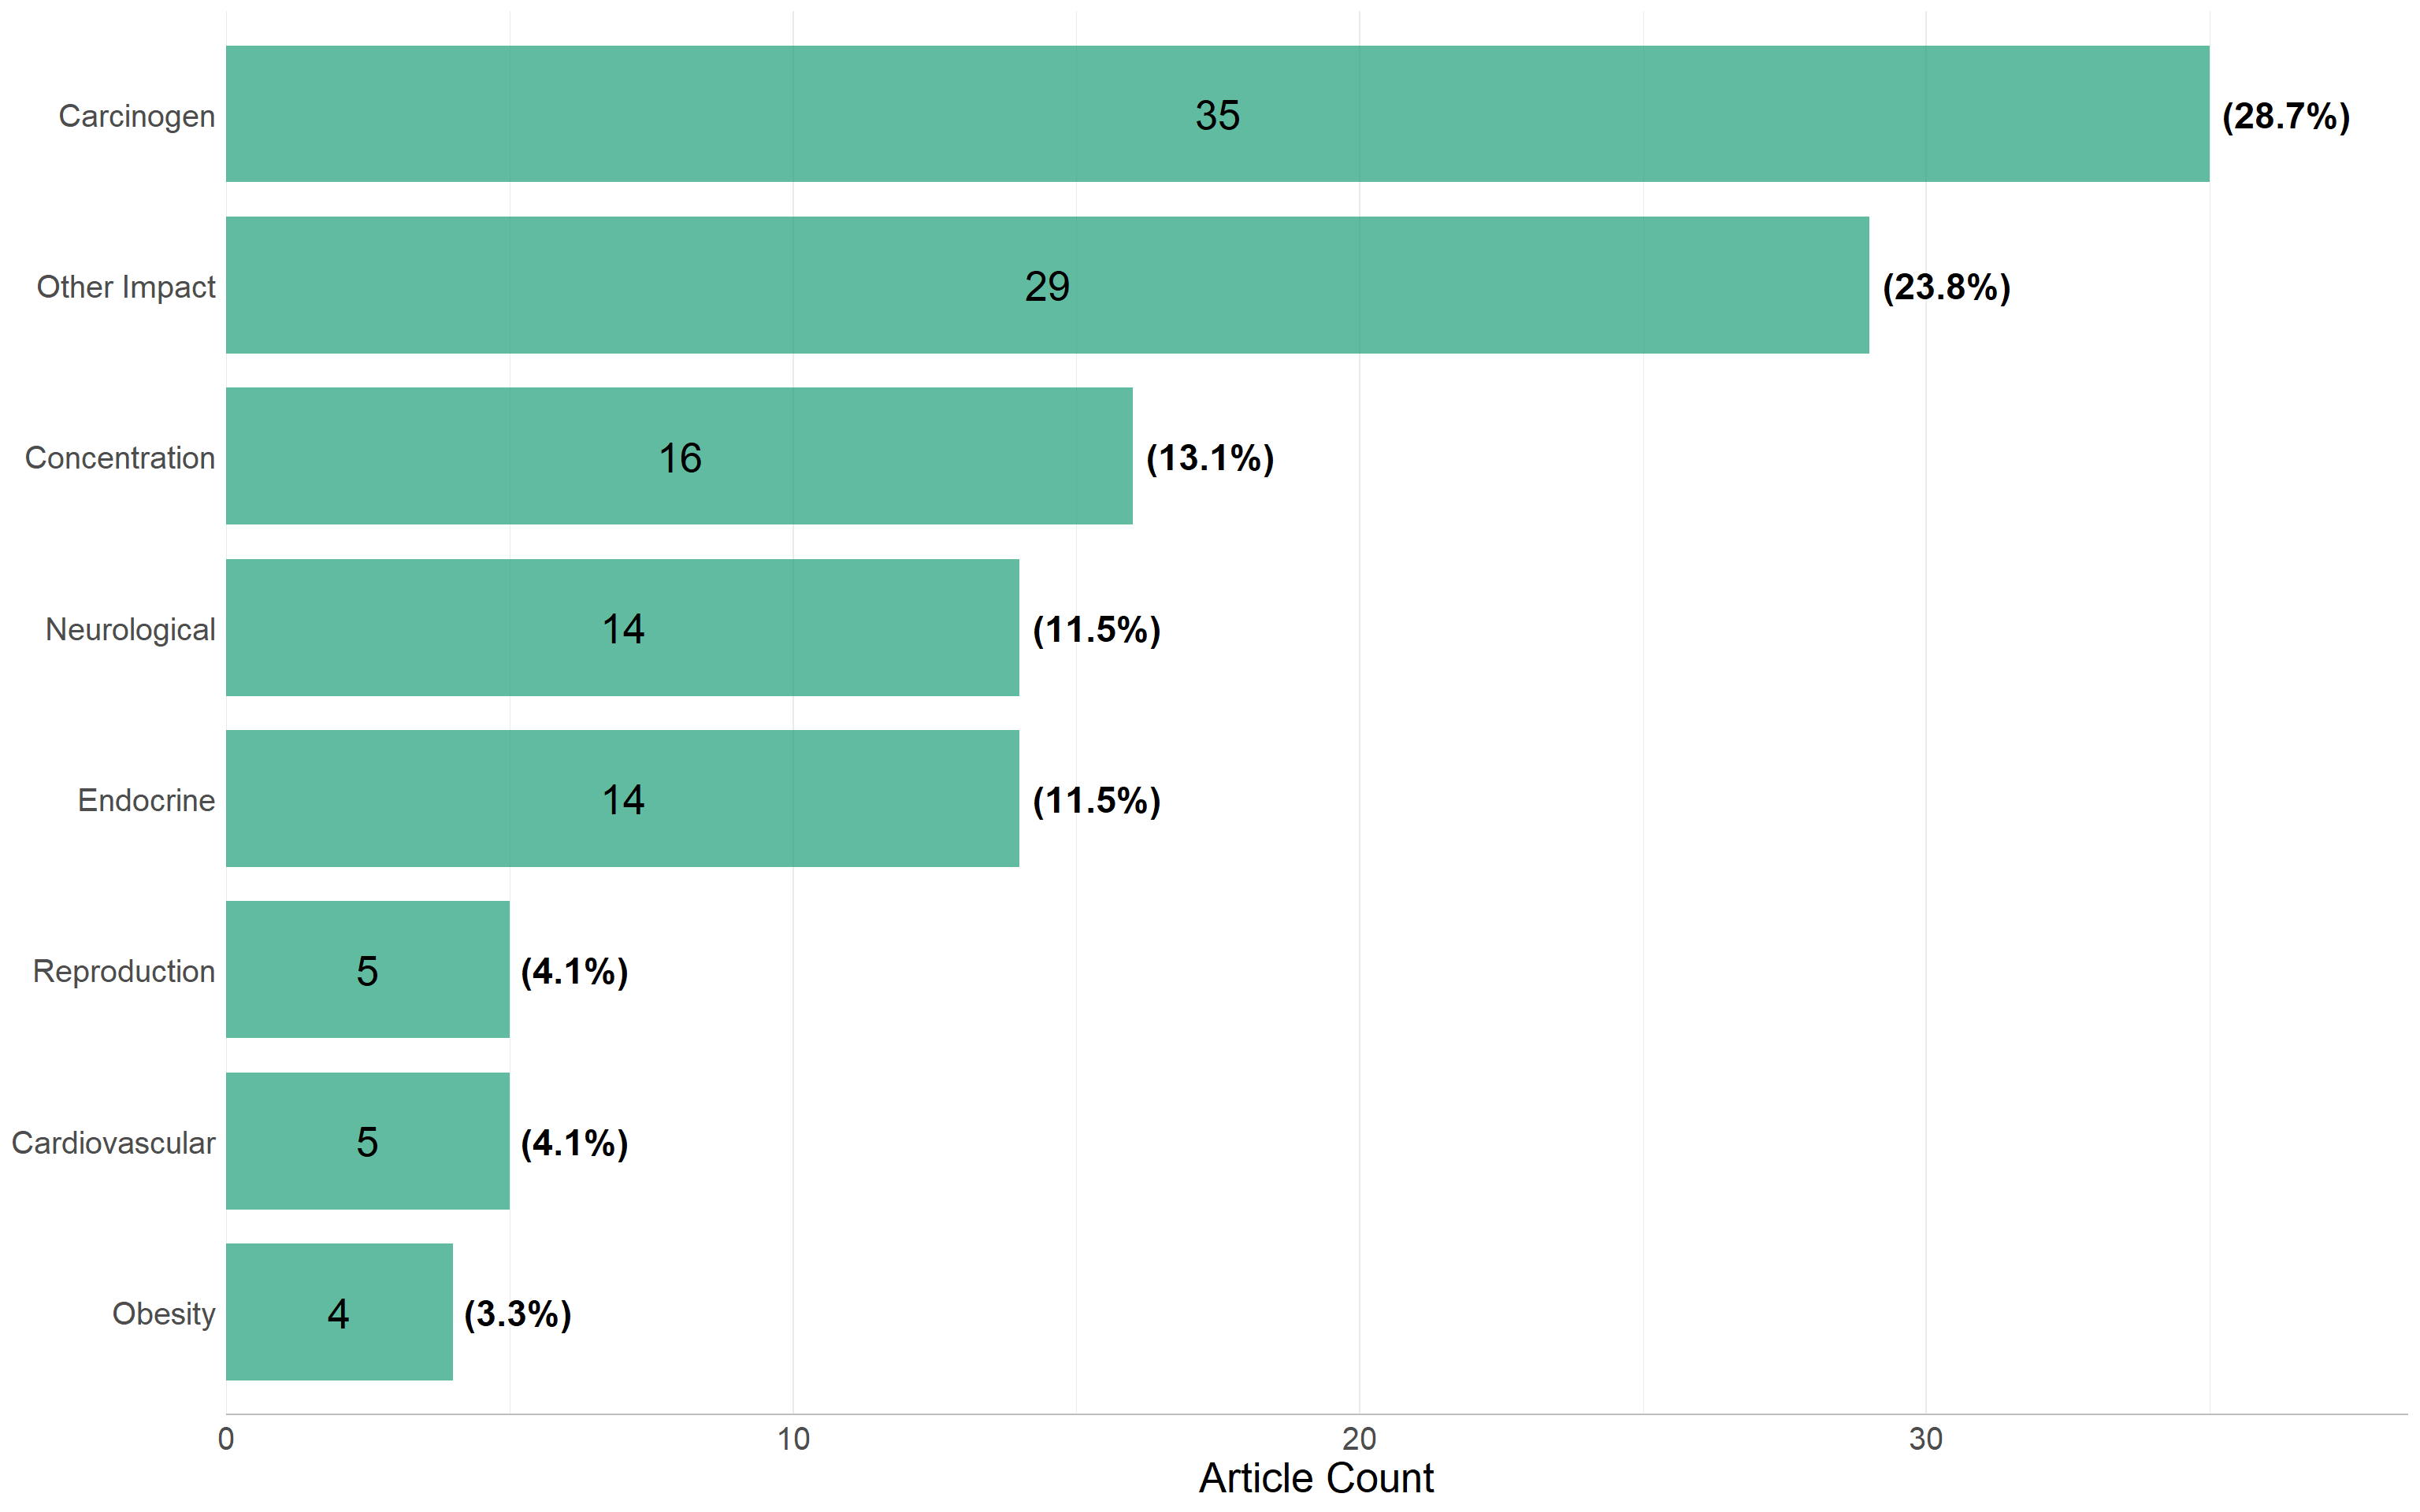 Carcinogen 35 (28.7%)
Other Impact 29 (23.8%)
Concentration 16 (13.1%)
Neurological 14 (11.5%)
Endocrine 14 (11.5%)
Reproduction 5 (4.1%)
Cardiovascular 5 (4.1%)
Obesity 4 (3.3%)
0 10 20 30
Article Count